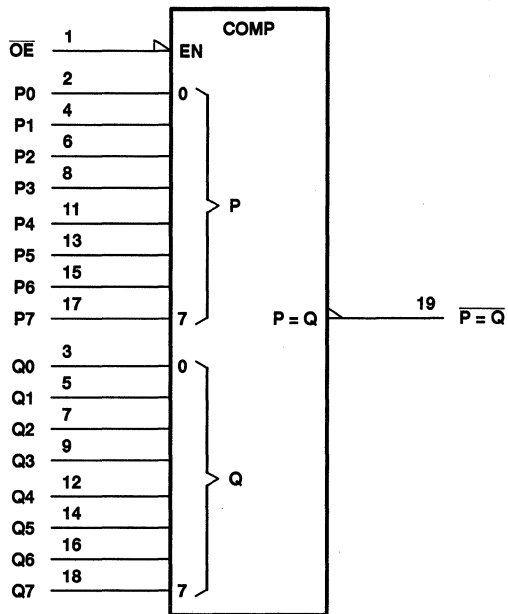 COMP
OE 1 EN
P0 2 0
P1 4
P2 6
P3 8
P4 11
P5 13
P6 15
P7 17 7
P
P = Q 19 P = Q
Q0 3 0
Q1 5
Q2 7
Q3 9
Q4 12
Q5 14
Q6 16
Q7 18 7
Q